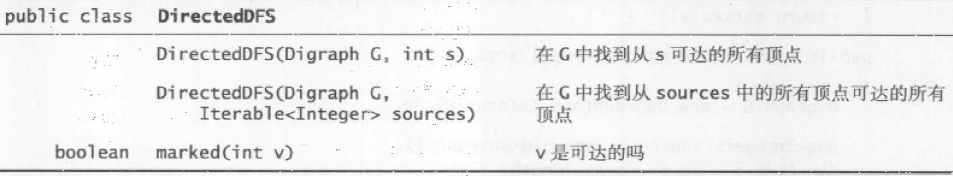 public class DirectedDFS
DirectedDFS(Digraph G, int s) 在 G 中找到从 s 可达的所有顶点
DirectedDFS(Digraph G, 在 G 中找到从 sources 中的所有顶点可达的所有
Iterable<Integer> sources) 顶点
boolean marked(int v) v 是可达的吗